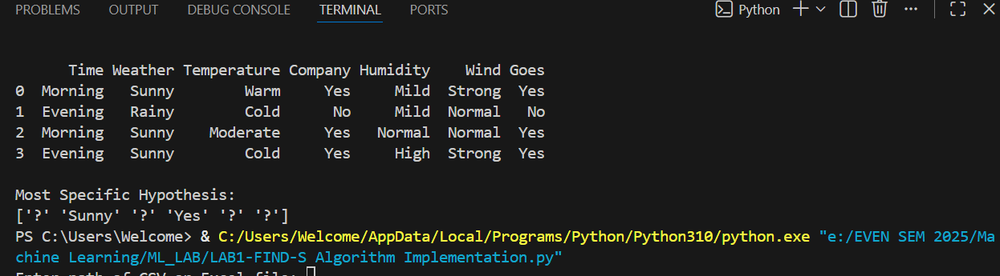 PROBLEMS OUTPUT DEBUG CONSOLE TERMINAL PORTS Python
Time Weather Temperature Company Humidity Wind Goes
0 Morning Sunny Warm Yes Mild Strong Yes
1 Evening Rainy Cold No Mild Normal No
2 Morning Sunny Moderate Yes Normal Normal Yes
3 Evening Sunny Cold Yes High Strong Yes
Most Specific Hypothesis:
['?' 'Sunny' '?' 'Yes' '?' '?']
PS C:\Users\Welcome> & C:/Users/Welcome/AppData/Local/Programs/Python/Python310/python.exe "e:/EVEN SEM 2025/Ma
chine Learning/ML_LAB/LAB1-FIND-S Algorithm Implementation.py"
Enter path of CSV or Excel file: